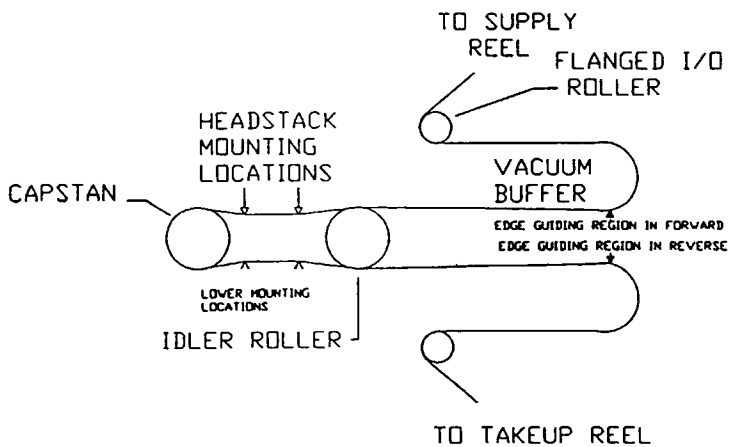 TO SUPPLY
REEL
FLANGED I/O
ROLLER
HEADSTACK
MOUNTING
LOCATIONS
VACUUM
BUFFER
CAPSTAN
EDGE GUIDING REGION IN FORWARD
EDGE GUIDING REGION IN REVERSE
LOWER MOUNTING
LOCATIONS
IDLER ROLLER
TO TAKEUP REEL